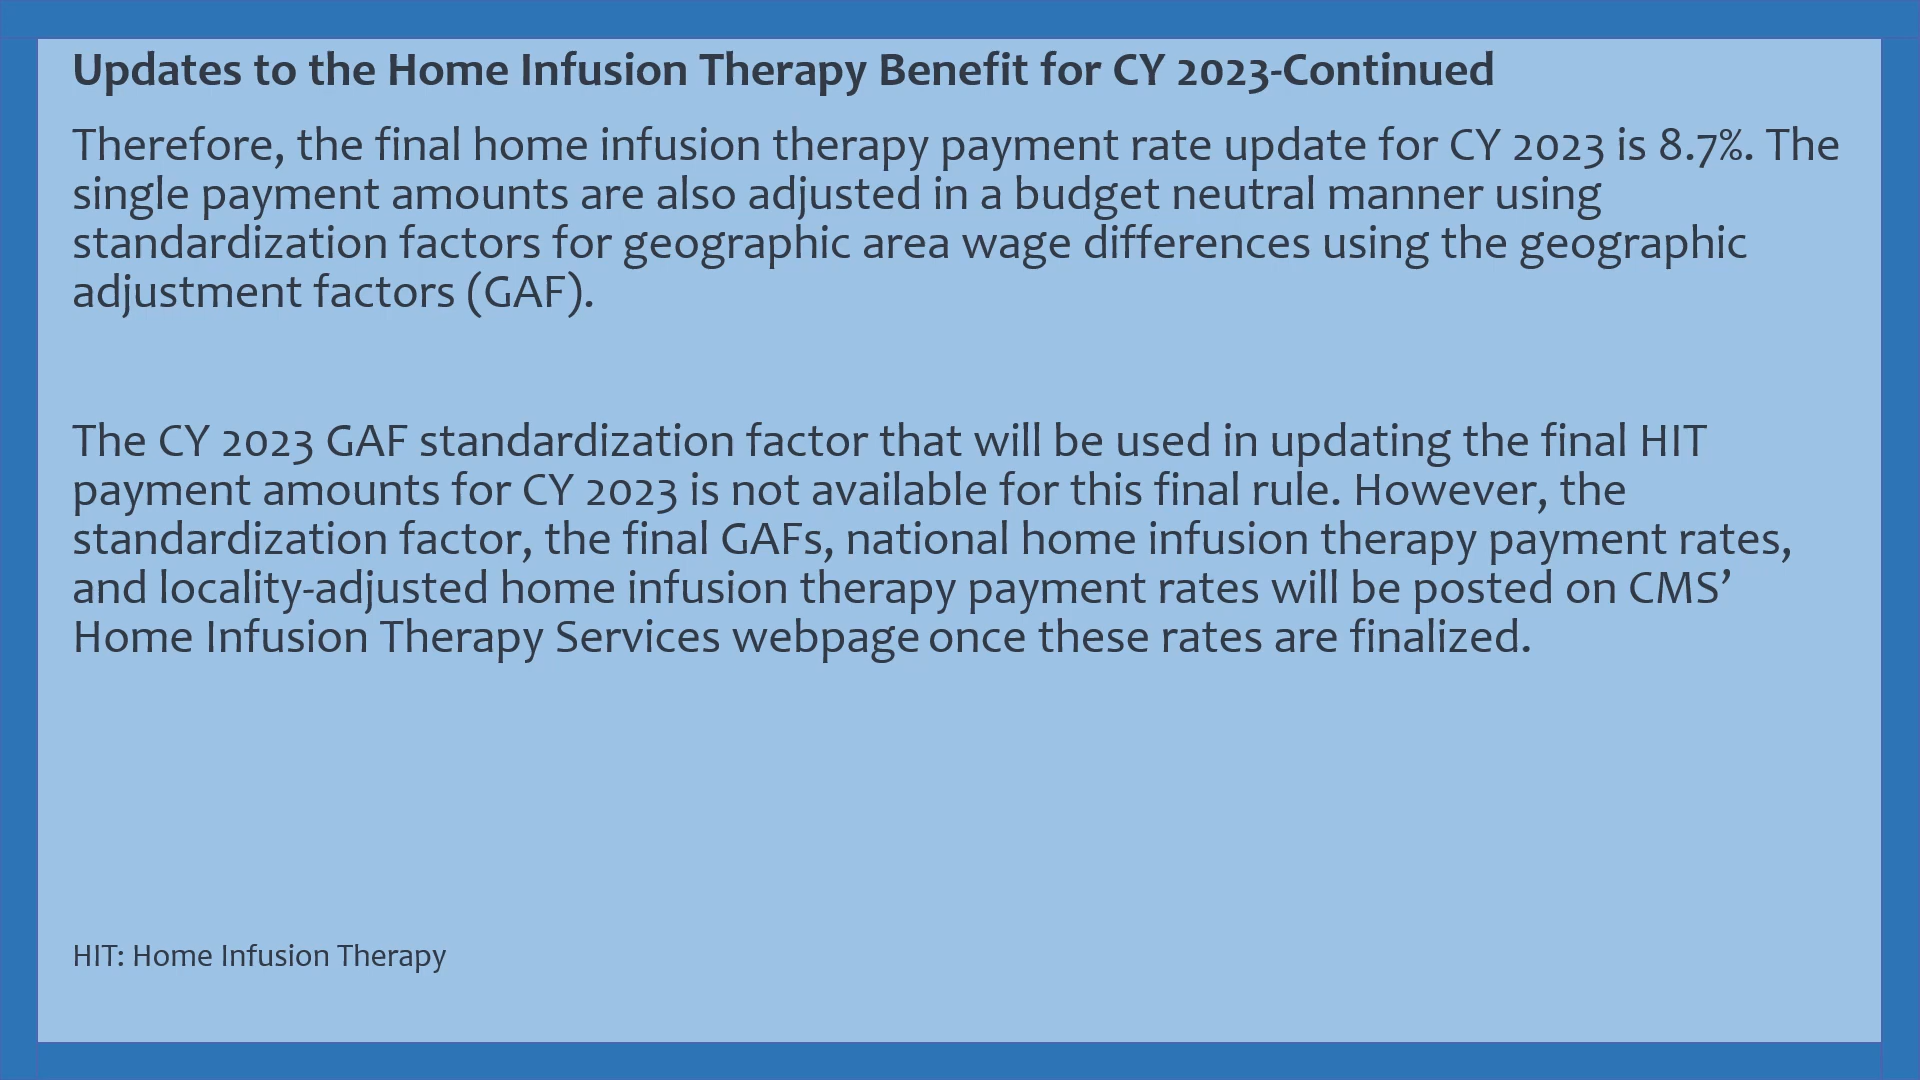 Updates to the Home Infusion Therapy Benefit for CY 2023-Continued
Therefore, the final home infusion therapy payment rate update for CY 2023 is 8.7%. The
single payment amounts are also adjusted in a budget neutral manner using
standardization factors for geographic area wage differences using the geographic
adjustment factors (GAF).
The CY 2023 GAF standardization factor that will be used in updating the final HIT
payment amounts for CY 2023 is not available for this final rule. However, the
standardization factor, the final GAFs, national home infusion therapy payment rates,
and locality-adjusted home infusion therapy payment rates will be posted on CMS’
Home Infusion Therapy Services webpage once these rates are finalized.
HIT: Home Infusion Therapy